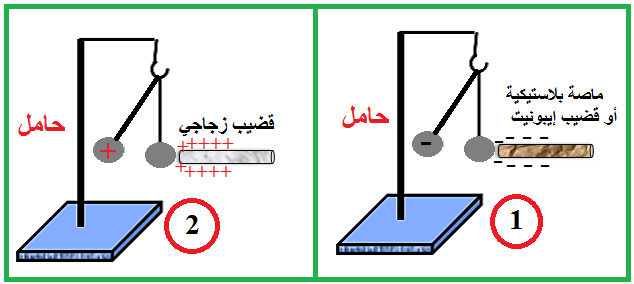 ماصة بلاستيكية
أو قضيب إيبونيت
حامل
-
- - - -
- - - -
1
قضيب زجاجي
حامل
+
+ ++++
+ ++++
2